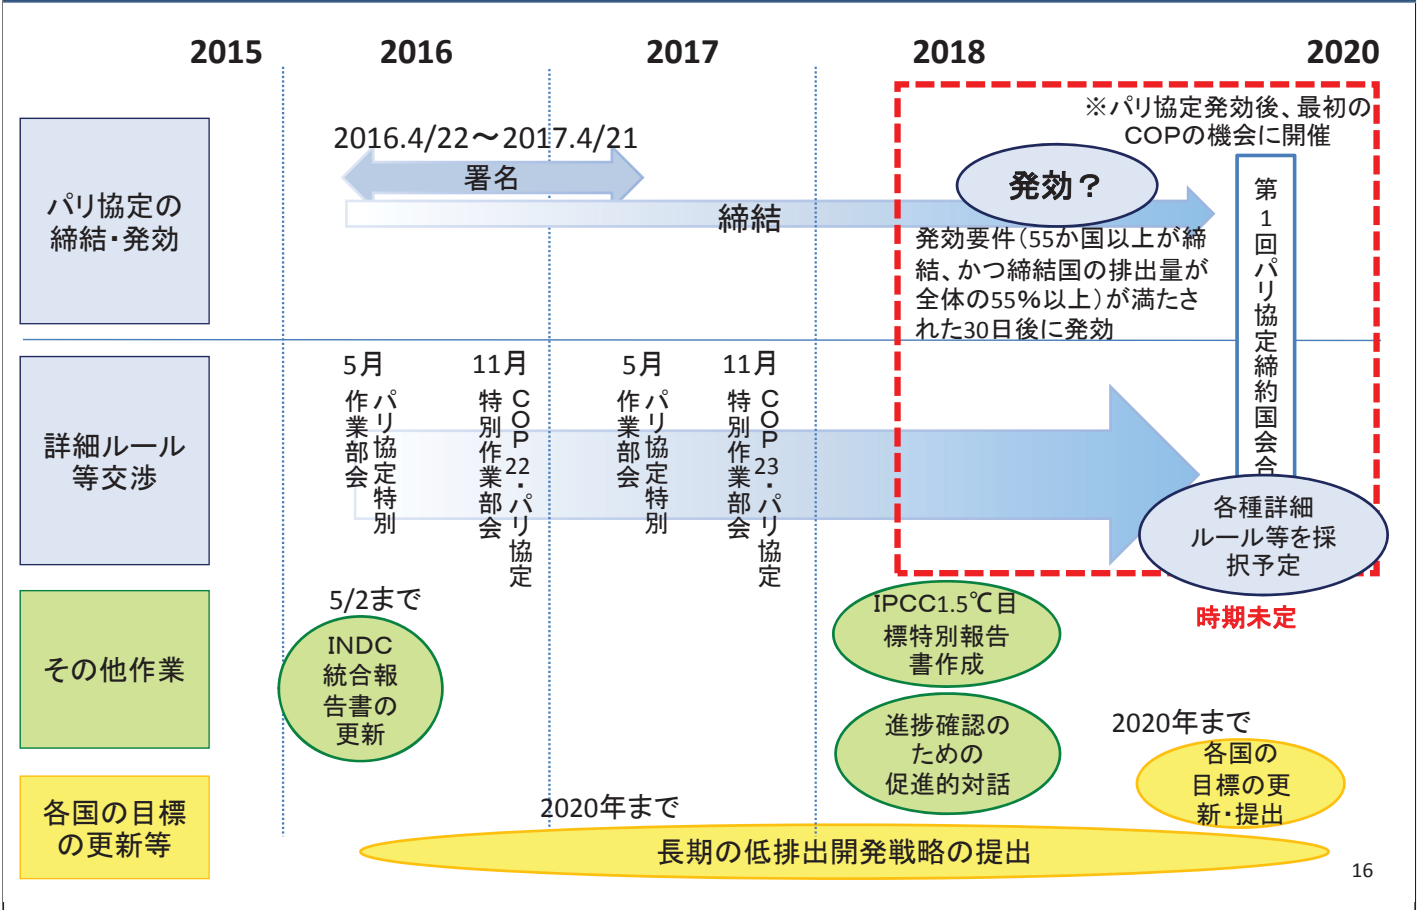 2015
2016
2017
2018
2020
※パリ協定発効後、最初の
COPの機会に開催
パリ協定の
締結・発効
2016.4/22～2017.4/21
署名
締結
発効？
発効要件（55か国以上が締
結、かつ締結国の排出量が
全体の55%以上）が満たさ
れた30日後に発効
第1回パリ協定締約国会合
詳細ルール
等交渉
5月
パリ協定特別
作業部会
11月
COP22・パリ協定
特別作業部会
5月
パリ協定特別
作業部会
11月
COP23・パリ協定
特別作業部会
各種詳細
ルール等を採
択予定
時期未定
その他作業
5/2まで
INDC
統合報
告書の
更新
IPCC1.5℃目
標特別報告
書作成
進捗確認の
ための
促進的対話
2020年まで
各国の
目標の更
新・提出
各国の目標
の更新等
2020年まで
長期の低排出開発戦略の提出
16